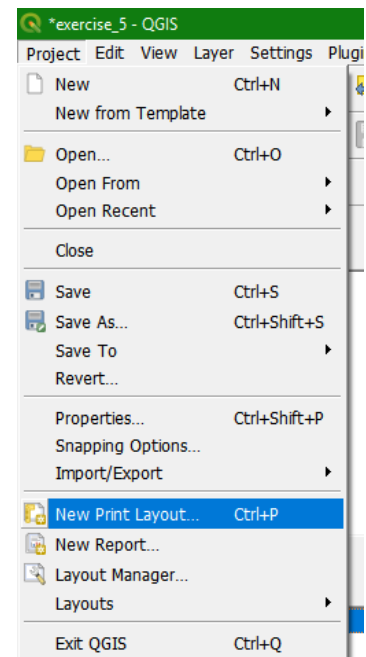 *exercise_5 - QGIS
Project Edit View Layer Settings Plugi
New Ctrl+N
New from Template
Open... Ctrl+O
Open From
Open Recent
Close
Save Ctrl+S
Save As... Ctrl+Shift+S
Save To
Revert...
Properties... Ctrl+Shift+P
Snapping Options...
Import/Export
New Print Layout... Ctrl+P
New Report...
Layout Manager...
Layouts
Exit QGIS Ctrl+Q